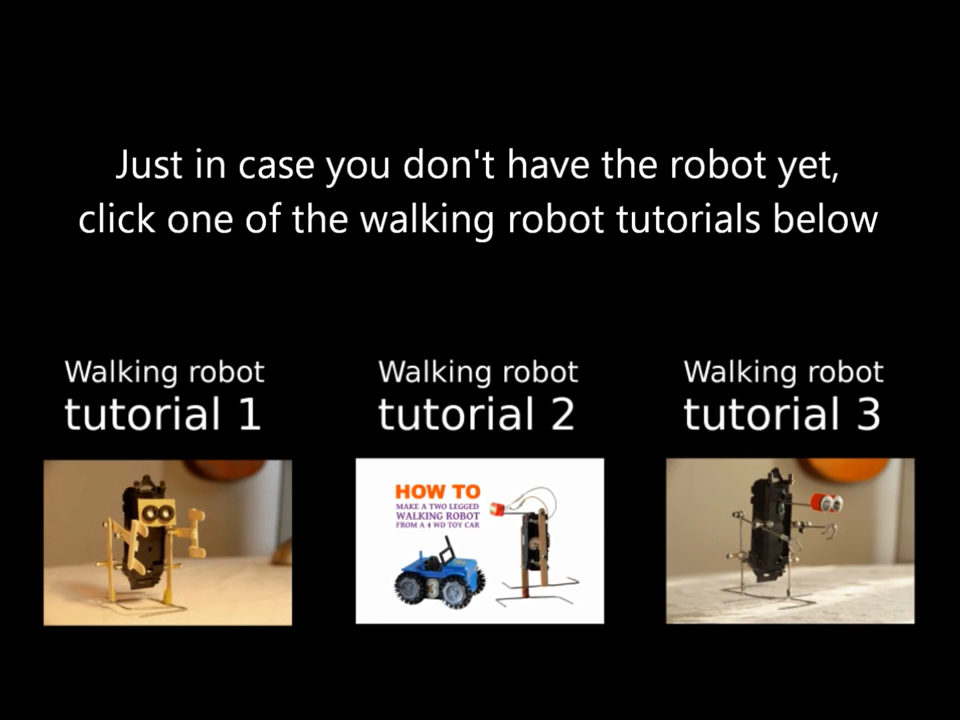 Just in case you don't have the robot yet,
click one of the walking robot tutorials below
Walking robot
tutorial 1
Walking robot
tutorial 2
Walking robot
tutorial 3
HOW TO
MAKE A TWO LEGGED
WALKING ROBOT
FROM A 4 WD TOY CAR